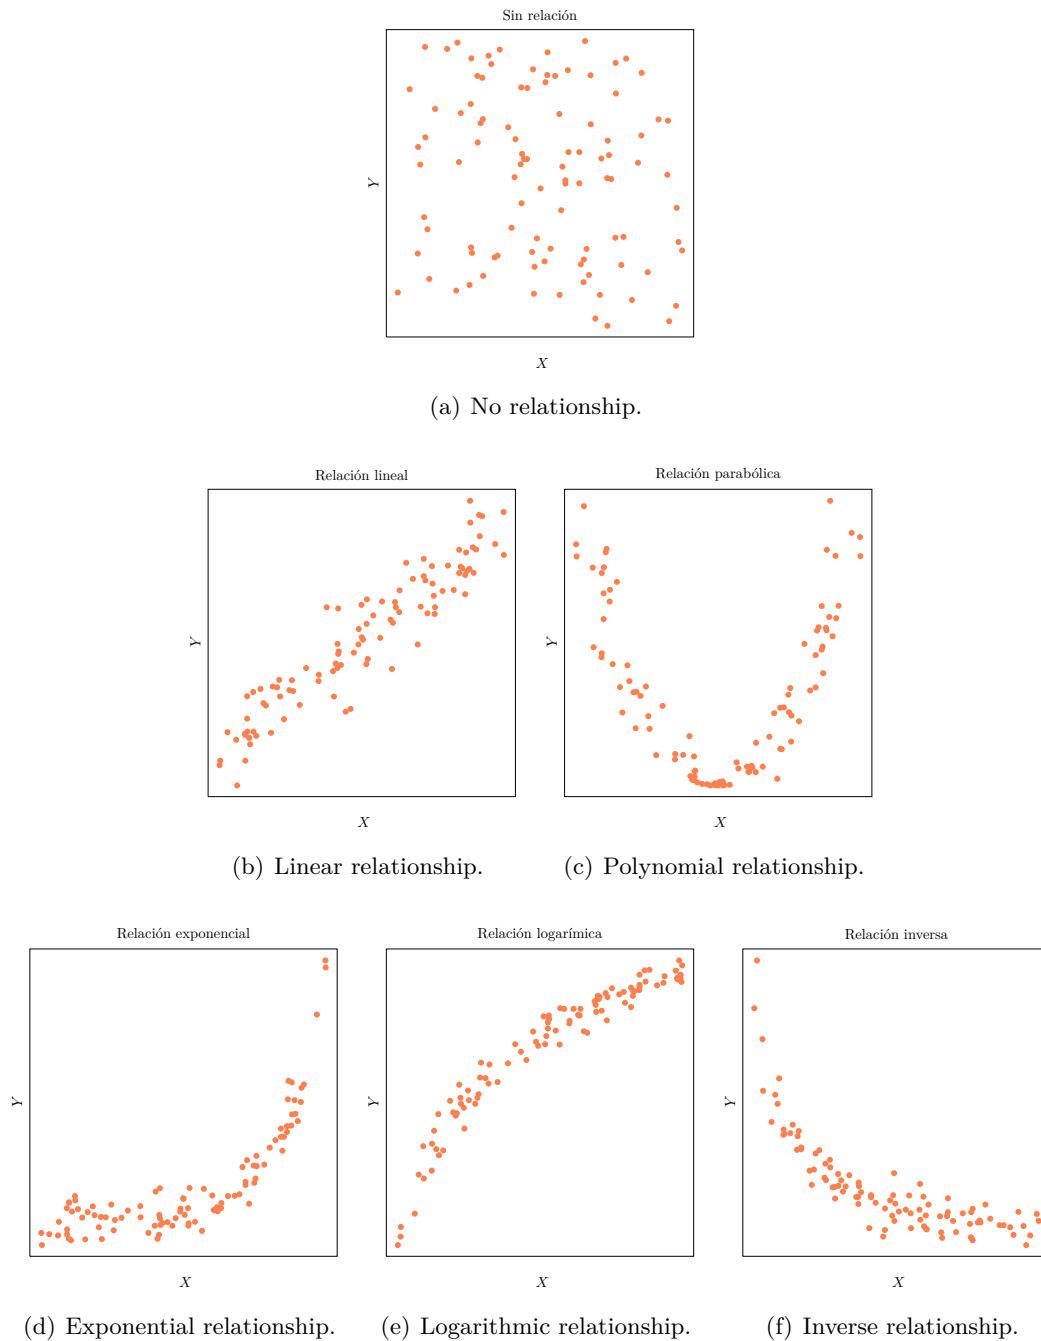 Sin relación
Y
X
(a) No relationship.
Relación lineal
Relación parabólica
Y
Y
X
X
(b) Linear relationship.
(c) Polynomial relationship.
Relación exponencial
Relación logarímica
Relación inversa
Y
Y
Y
X
X
X
(d) Exponential relationship.
(e) Logarithmic relationship.
(f) Inverse relationship.